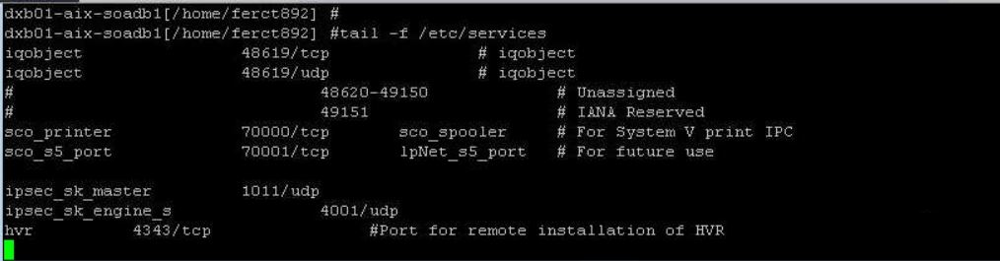 dxb01-aix-soadb1[/home/ferct892] #
dxb01-aix-soadb1[/home/ferct892] #tail -f /etc/services
iqobject 48619/tcp # iqobject
iqobject 48619/udp # iqobject
# 48620-49150 # Unassigned
# 49151 # IANA Reserved
sco_printer 70000/tcp sco_spooler # For System V print IPC
sco_s5_port 70001/tcp lpNet_s5_port # For future use
ipsec_sk_master 1011/udp
ipsec_sk_engine_s 4001/udp
hvr 4343/tcp #Port for remote installation of HVR